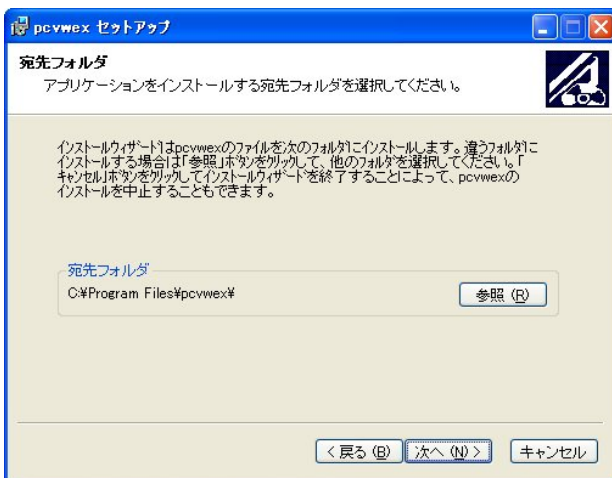 pcvwex セットアップ
宛先フォルダ
アプリケーションをインストールする宛先フォルダを選択してください。
インストールウィザードはpcvwexのファイルを次のフォルダにインストールします。違うフォルダに
インストールする場合は「参照」ボタンをクリックして、他のフォルダを選択してください。「
キャンセル」ボタンをクリックしてインストールウィザードを終了することによって、pcvwexの
インストールを中止することもできます。
宛先フォルダ
C:¥Program Files¥pcvwex¥
参照 (R)
< 戻る (B) 次へ (N) > キャンセル